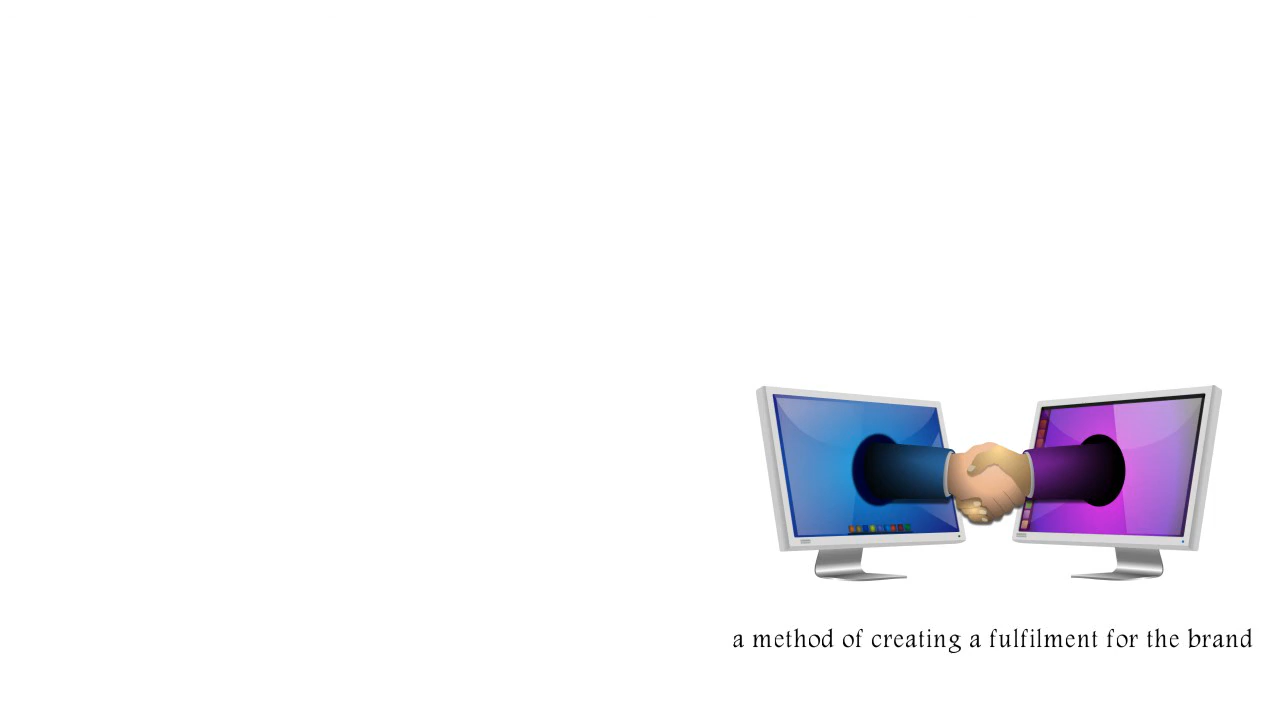 a method of creating a fulfilment for the brand